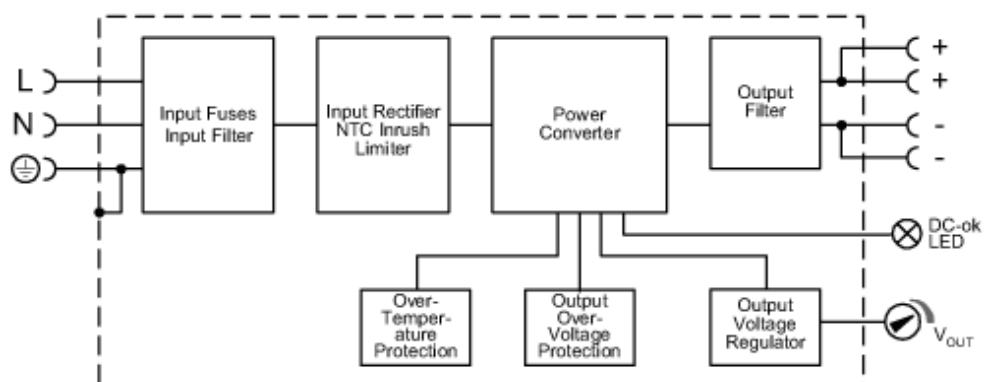 L
N
Input Fuses
Input Filter
Input Rectifier
NTC Inrush
Limiter
Power
Converter
Output
Filter
+
+
-
-
DC-ok
LED
Over-
Temper-
ature
Protection
Output
Over-
Voltage
Protection
Output
Voltage
Regulator
VOUT